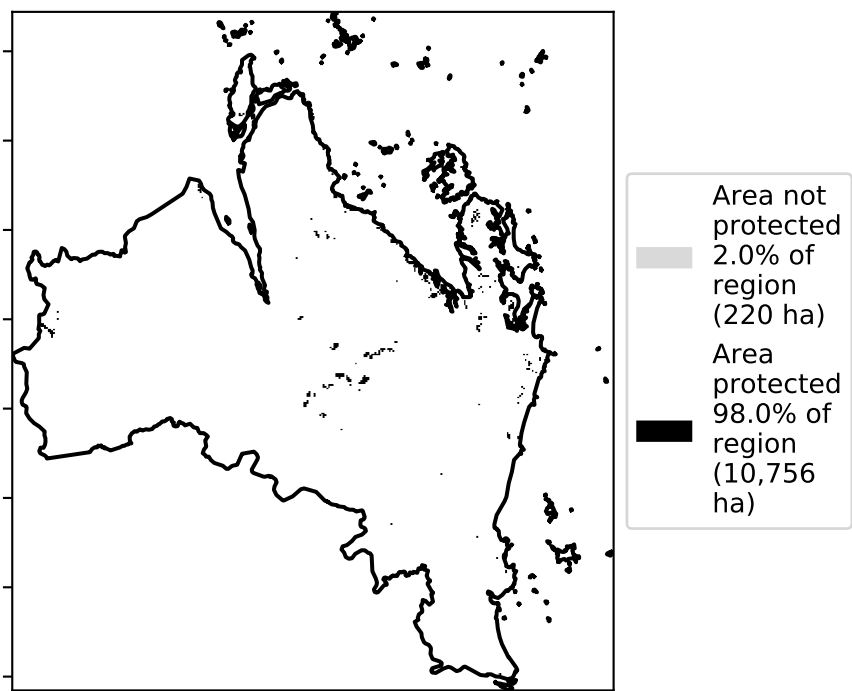 Area not
protected
2.0% of
region
(220 ha)
Area
protected
98.0% of
region
(10,756
ha)